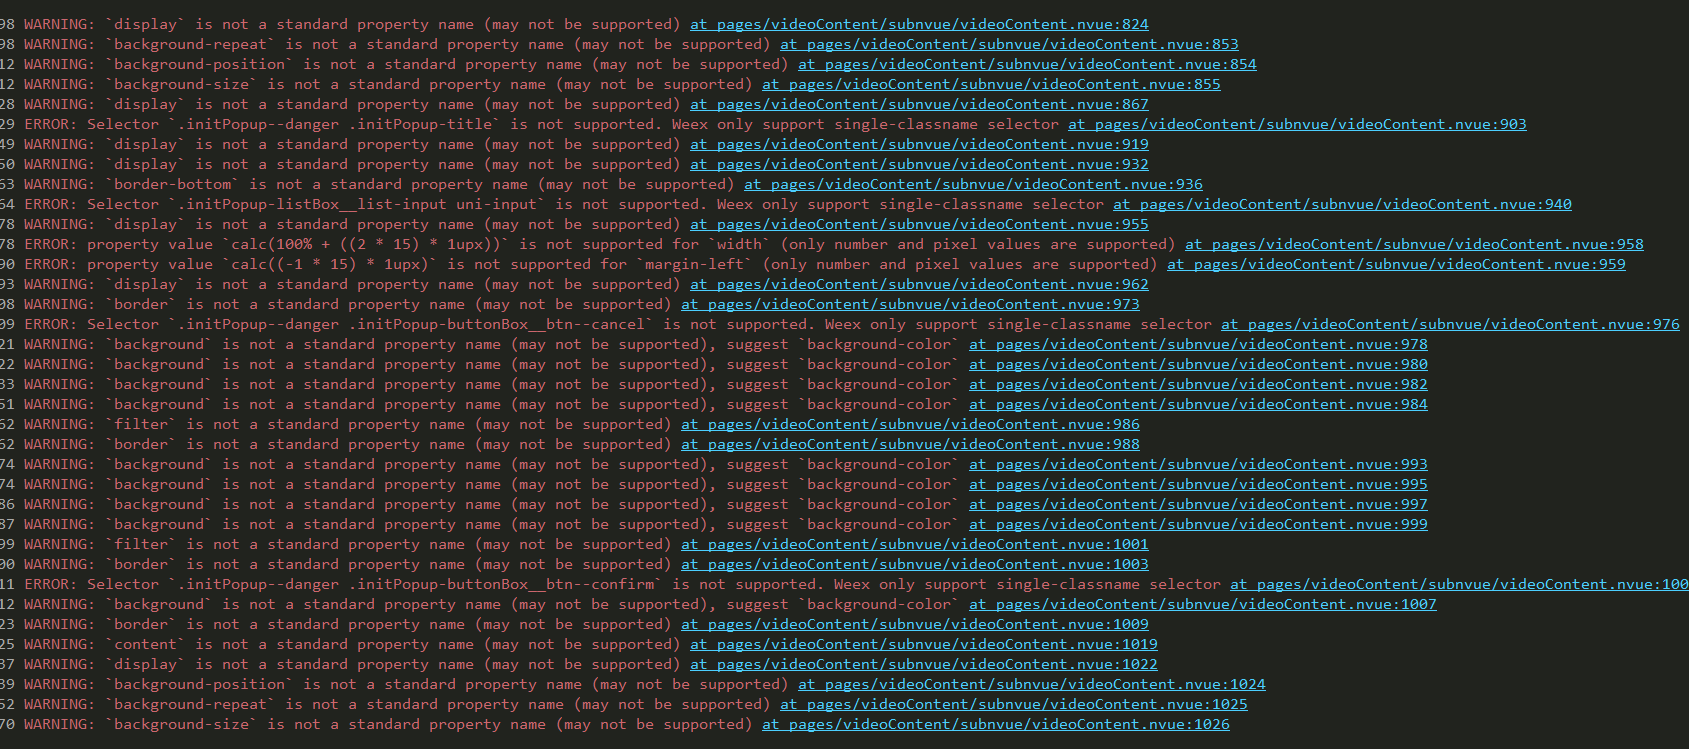 98 WARNING: `display` is not a standard property name (may not be supported) at pages/videoContent/subnvue/videoContent.nvue:824
98 WARNING: `background-repeat` is not a standard property name (may not be supported) at pages/videoContent/subnvue/videoContent.nvue:853
12 WARNING: `background-position` is not a standard property name (may not be supported) at pages/videoContent/subnvue/videoContent.nvue:854
12 WARNING: `background-size` is not a standard property name (may not be supported) at pages/videoContent/subnvue/videoContent.nvue:855
28 WARNING: `display` is not a standard property name (may not be supported) at pages/videoContent/subnvue/videoContent.nvue:867
29 ERROR: Selector `.initPopup--danger .initPopup-title` is not supported. Weex only support single-classname selector at pages/videoContent/subnvue/videoContent.nvue:903
49 WARNING: `display` is not a standard property name (may not be supported) at pages/videoContent/subnvue/videoContent.nvue:919
50 WARNING: `display` is not a standard property name (may not be supported) at pages/videoContent/subnvue/videoContent.nvue:932
63 WARNING: `border-bottom` is not a standard property name (may not be supported) at pages/videoContent/subnvue/videoContent.nvue:936
64 ERROR: Selector `.initPopup-listBox__list-input uni-input` is not supported. Weex only support single-classname selector at pages/videoContent/subnvue/videoContent.nvue:940
78 WARNING: `display` is not a standard property name (may not be supported) at pages/videoContent/subnvue/videoContent.nvue:955
78 ERROR: property value `calc(100% + ((2 * 15) * 1upx))` is not supported for `width` (only number and pixel values are supported) at pages/videoContent/subnvue/videoContent.nvue:958
90 ERROR: property value `calc((-1 * 15) * 1upx)` is not supported for `margin-left` (only number and pixel values are supported) at pages/videoContent/subnvue/videoContent.nvue:959
93 WARNING: `display` is not a standard property name (may not be supported) at pages/videoContent/subnvue/videoContent.nvue:962
08 WARNING: `border` is not a standard property name (may not be supported) at pages/videoContent/subnvue/videoContent.nvue:973
09 ERROR: Selector `.initPopup--danger .initPopup-buttonBox__btn--cancel` is not supported. Weex only support single-classname selector at pages/videoContent/subnvue/videoContent.nvue:976
21 WARNING: `background` is not a standard property name (may not be supported), suggest `background-color` at pages/videoContent/subnvue/videoContent.nvue:978
22 WARNING: `background` is not a standard property name (may not be supported), suggest `background-color` at pages/videoContent/subnvue/videoContent.nvue:980
33 WARNING: `background` is not a standard property name (may not be supported), suggest `background-color` at pages/videoContent/subnvue/videoContent.nvue:982
51 WARNING: `background` is not a standard property name (may not be supported), suggest `background-color` at pages/videoContent/subnvue/videoContent.nvue:984
62 WARNING: `filter` is not a standard property name (may not be supported) at pages/videoContent/subnvue/videoContent.nvue:986
62 WARNING: `border` is not a standard property name (may not be supported) at pages/videoContent/subnvue/videoContent.nvue:988
74 WARNING: `background` is not a standard property name (may not be supported), suggest `background-color` at pages/videoContent/subnvue/videoContent.nvue:993
74 WARNING: `background` is not a standard property name (may not be supported), suggest `background-color` at pages/videoContent/subnvue/videoContent.nvue:995
86 WARNING: `background` is not a standard property name (may not be supported), suggest `background-color` at pages/videoContent/subnvue/videoContent.nvue:997
87 WARNING: `background` is not a standard property name (may not be supported), suggest `background-color` at pages/videoContent/subnvue/videoContent.nvue:999
99 WARNING: `filter` is not a standard property name (may not be supported) at pages/videoContent/subnvue/videoContent.nvue:1001
00 WARNING: `border` is not a standard property name (may not be supported) at pages/videoContent/subnvue/videoContent.nvue:1003
11 ERROR: Selector `.initPopup--danger .initPopup-buttonBox__btn--confirm` is not supported. Weex only support single-classname selector at pages/videoContent/subnvue/videoContent.nvue:100
12 WARNING: `background` is not a standard property name (may not be supported), suggest `background-color` at pages/videoContent/subnvue/videoContent.nvue:1007
23 WARNING: `border` is not a standard property name (may not be supported) at pages/videoContent/subnvue/videoContent.nvue:1009
25 WARNING: `content` is not a standard property name (may not be supported) at pages/videoContent/subnvue/videoContent.nvue:1019
37 WARNING: `display` is not a standard property name (may not be supported) at pages/videoContent/subnvue/videoContent.nvue:1022
39 WARNING: `background-position` is not a standard property name (may not be supported) at pages/videoContent/subnvue/videoContent.nvue:1024
52 WARNING: `background-repeat` is not a standard property name (may not be supported) at pages/videoContent/subnvue/videoContent.nvue:1025
70 WARNING: `background-size` is not a standard property name (may not be supported) at pages/videoContent/subnvue/videoContent.nvue:1026